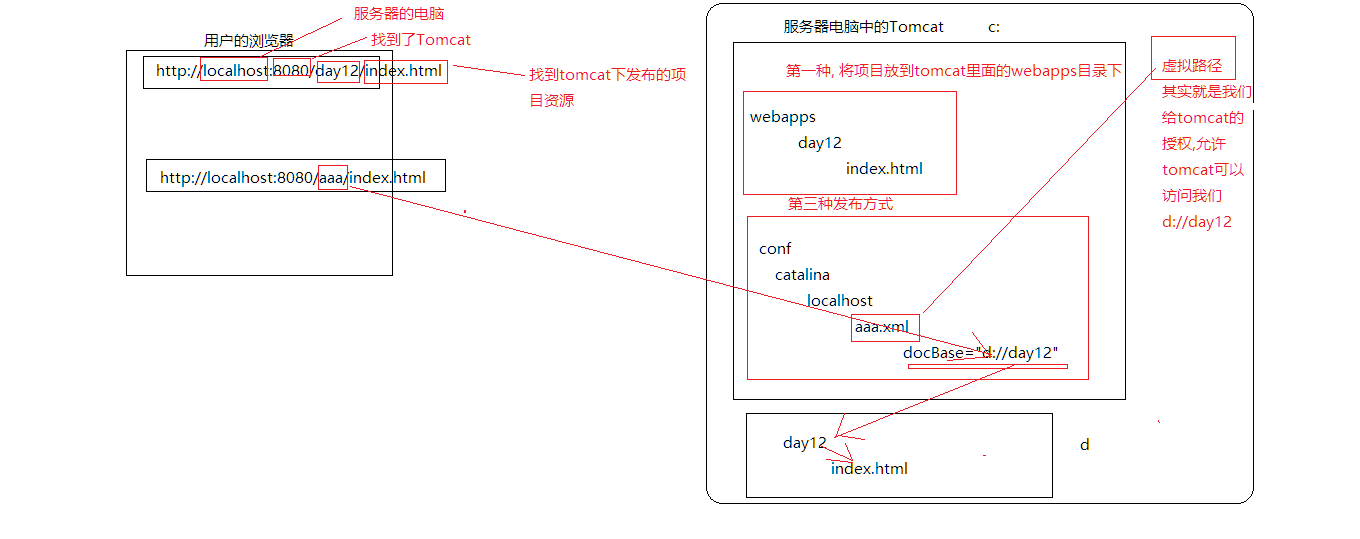 服务器的电脑
用户的浏览器
找到了Tomcat
http://localhost:8080/day12/index.html
找到tomcat下发布的项
目资源
http://localhost:8080/aaa/index.html
服务器电脑中的Tomcat
c:
第一种, 将项目放到tomcat里面的webapps目录下
webapps
day12
index.html
第三种发布方式
conf
catalina
localhost
aaa.xml
docBase="d://day12"
day12
index.html
d
虚拟路径
其实就是我们
给tomcat的
授权,允许
tomcat可以
访问我们
d://day12